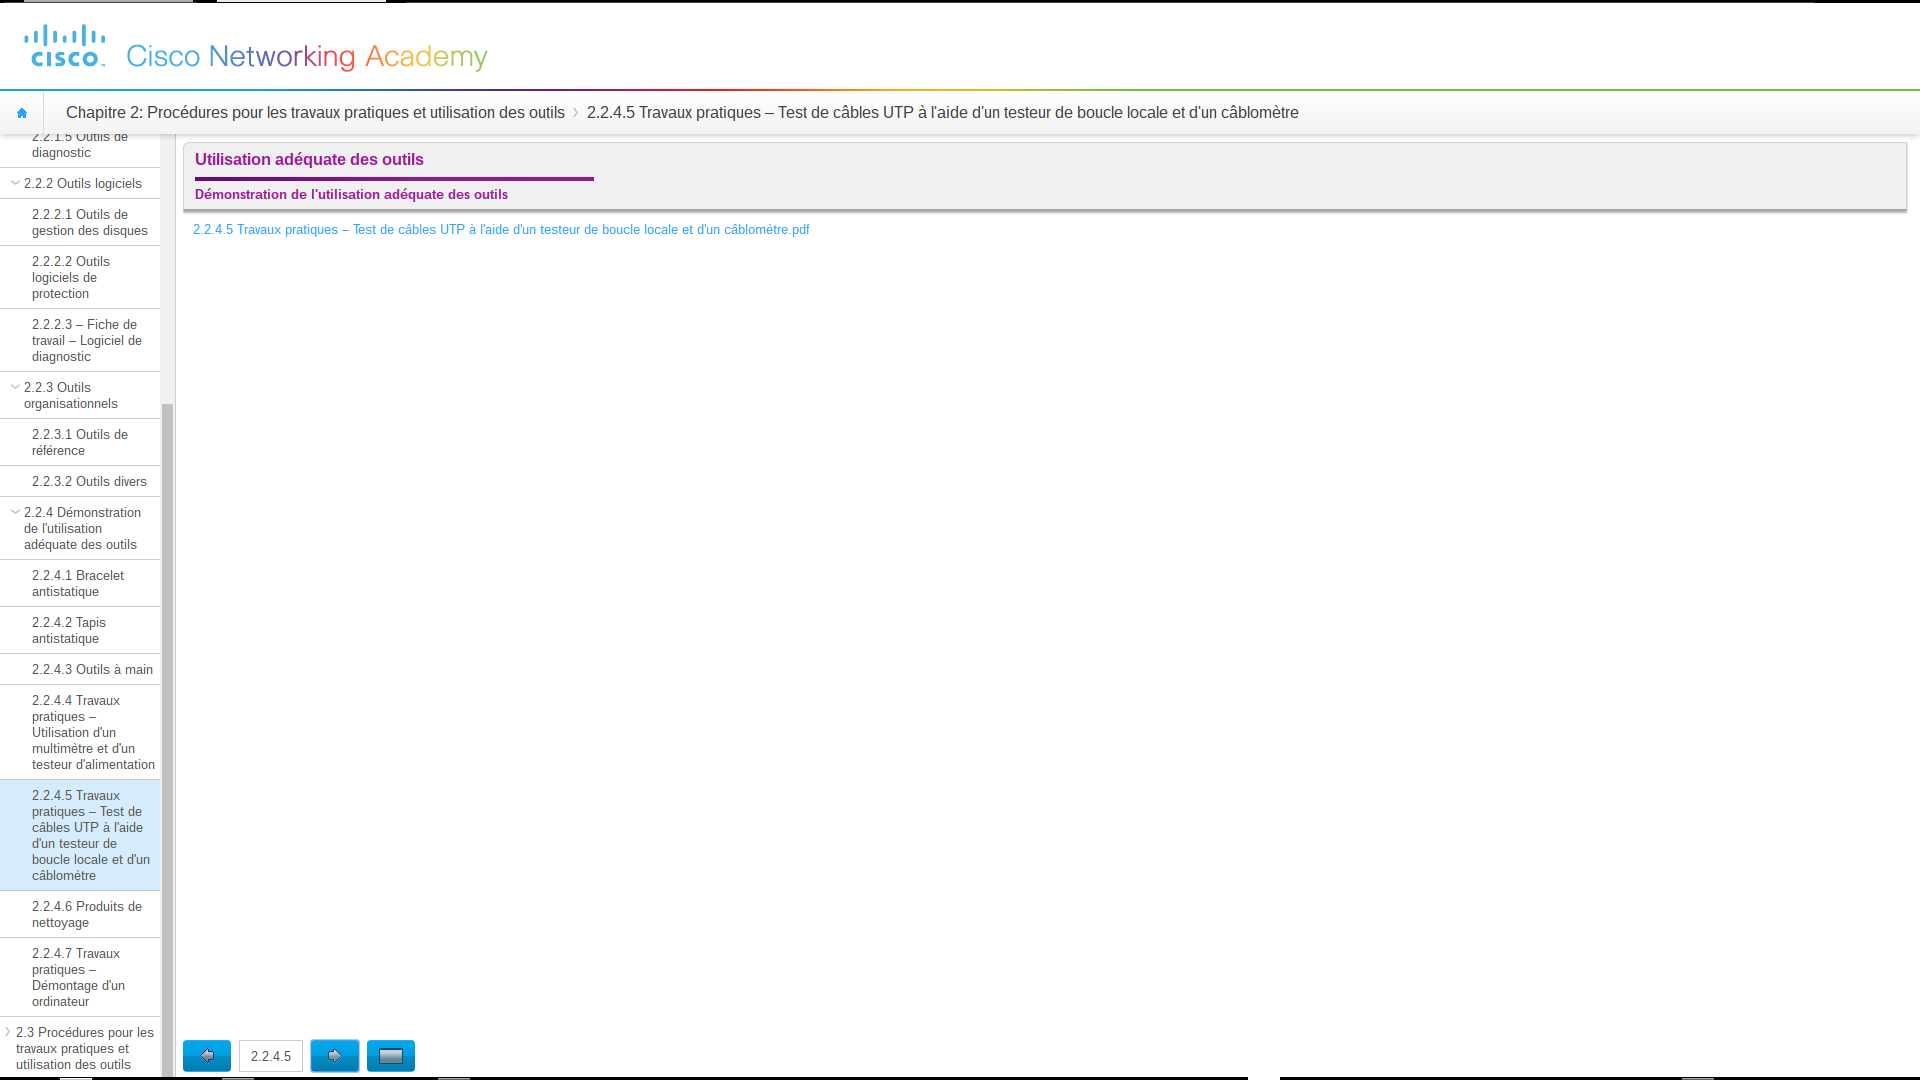 cisco
Cisco Networking Academy
Chapitre 2: Procédures pour les travaux pratiques et utilisation des outils
2.2.4.5 Travaux pratiques – Test de câbles UTP à l'aide d'un testeur de boucle locale et d'un câblomètre
2.2.1.5 Outils de
diagnostic
2.2.2 Outils logiciels
2.2.2.1 Outils de
gestion des disques
2.2.2.2 Outils
logiciels de
protection
2.2.2.3 – Fiche de
travail – Logiciel de
diagnostic
2.2.3 Outils
organisationnels
2.2.3.1 Outils de
référence
2.2.3.2 Outils divers
2.2.4 Démonstration
de l'utilisation
adéquate des outils
2.2.4.1 Bracelet
antistatique
2.2.4.2 Tapis
antistatique
2.2.4.3 Outils à main
2.2.4.4 Travaux
pratiques –
Utilisation d'un
multimètre et d'un
testeur d'alimentation
2.2.4.5 Travaux
pratiques – Test de
câbles UTP à l'aide
d'un testeur de
boucle locale et d'un
câblomètre
2.2.4.6 Produits de
nettoyage
2.2.4.7 Travaux
pratiques –
Démontage d'un
ordinateur
2.3 Procédures pour les
travaux pratiques et
utilisation des outils
Utilisation adéquate des outils
Démonstration de l'utilisation adéquate des outils
2.2.4.5 Travaux pratiques – Test de câbles UTP à l'aide d'un testeur de boucle locale et d'un câblomètre.pdf
2.2.4.5